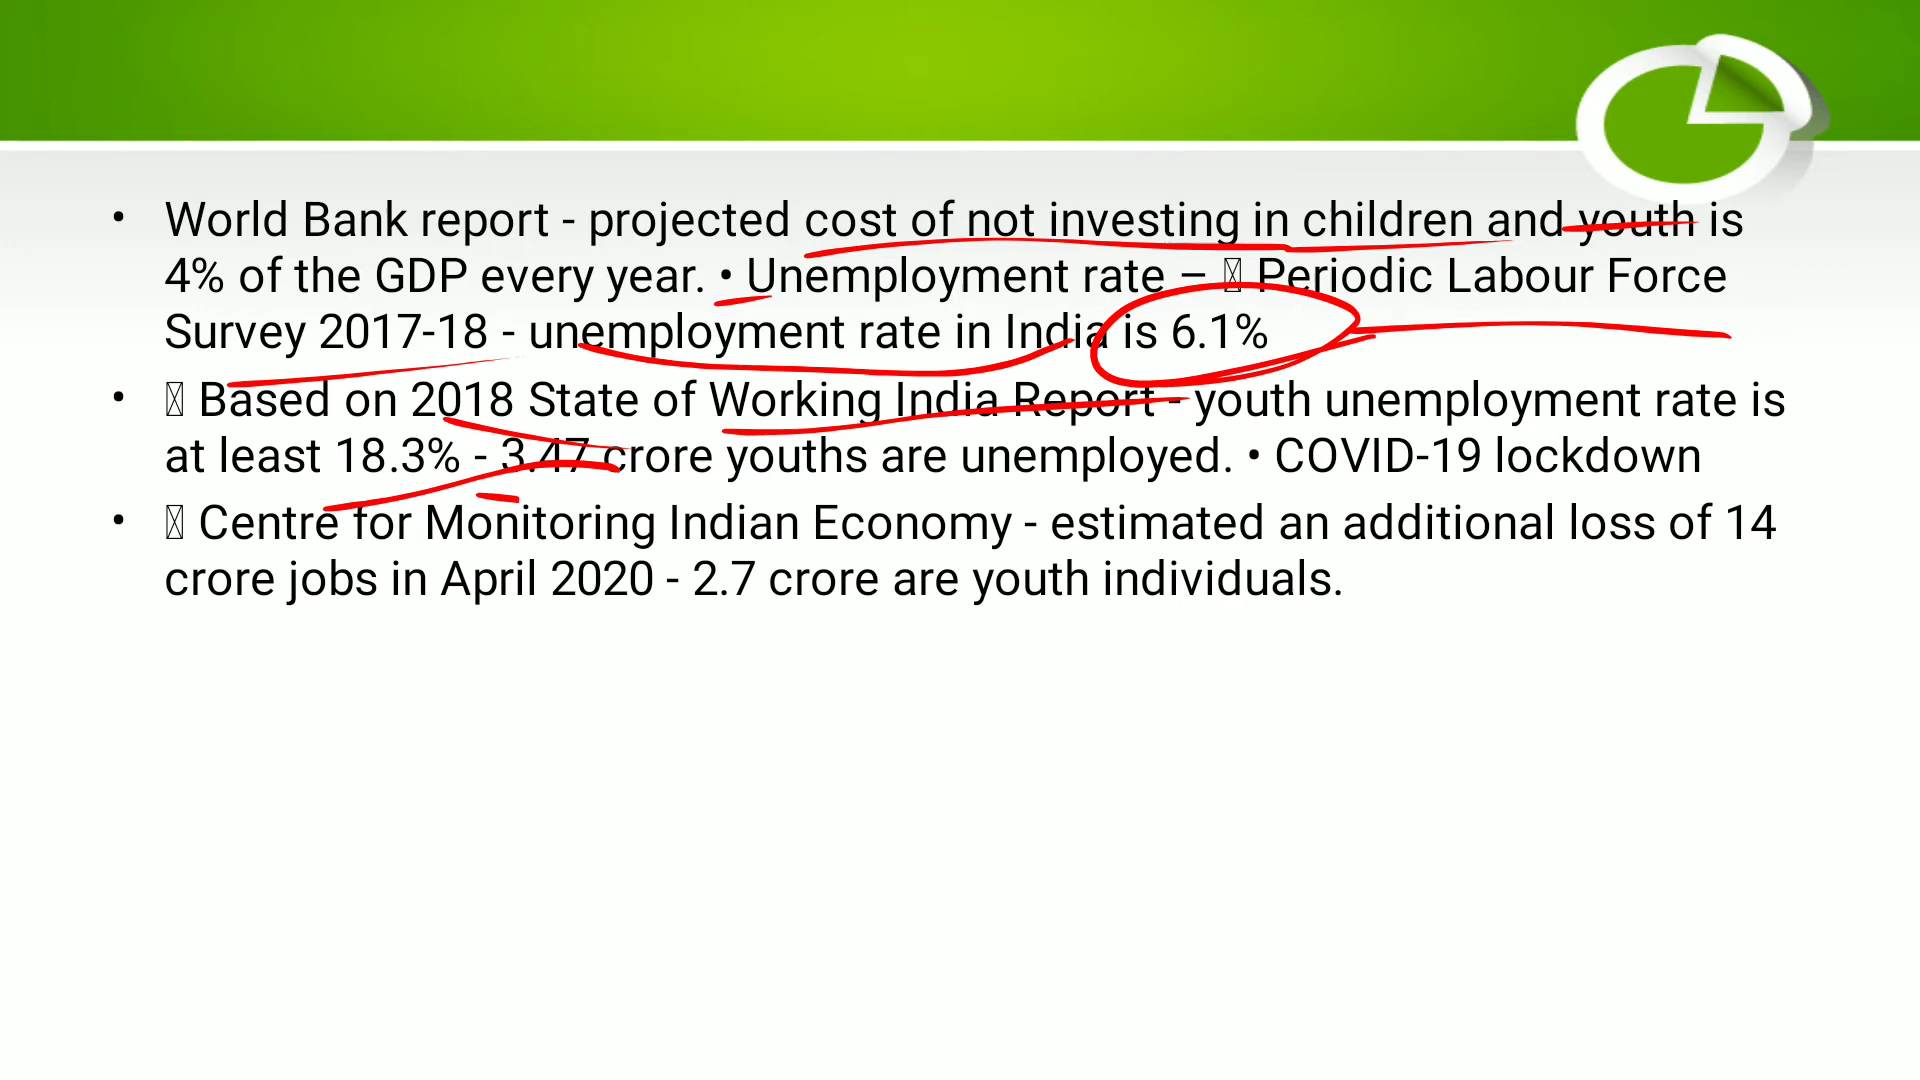 • World Bank report - projected cost of not investing in children and youth is
4% of the GDP every year. • Unemployment rate – Periodic Labour Force
Survey 2017-18 - unemployment rate in India is 6.1%
• Based on 2018 State of Working India Report - youth unemployment rate is
at least 18.3% - 3.47 crore youths are unemployed. • COVID-19 lockdown
• Centre for Monitoring Indian Economy - estimated an additional loss of 14
crore jobs in April 2020 - 2.7 crore are youth individuals.